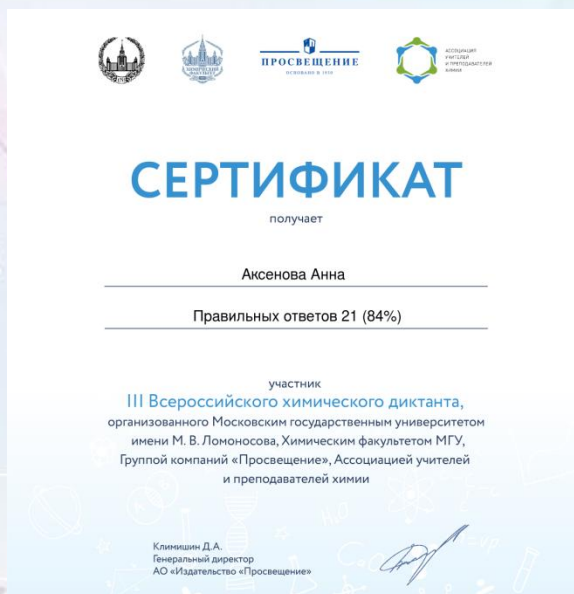 ПРОСВЕЩЕНИЕ
ОСНОВАНО В 1930
АССОЦИАЦИЯ
УЧИТЕЛЕЙ
И ПРЕПОДАВАТЕЛЕЙ
ХИМИИ
СЕРТИФИКАТ
получает
Аксенова Анна
Правильных ответов 21 (84%)
участник
III Всероссийского химического диктанта,
организованного Московским государственным университетом
имени М. В. Ломоносова, Химическим факультетом МГУ,
Группой компаний «Просвещение», Ассоциацией учителей
и преподавателей химии
H₂O
Климишин Д.А.
Генеральный директор
АО «Издательство «Просвещение»